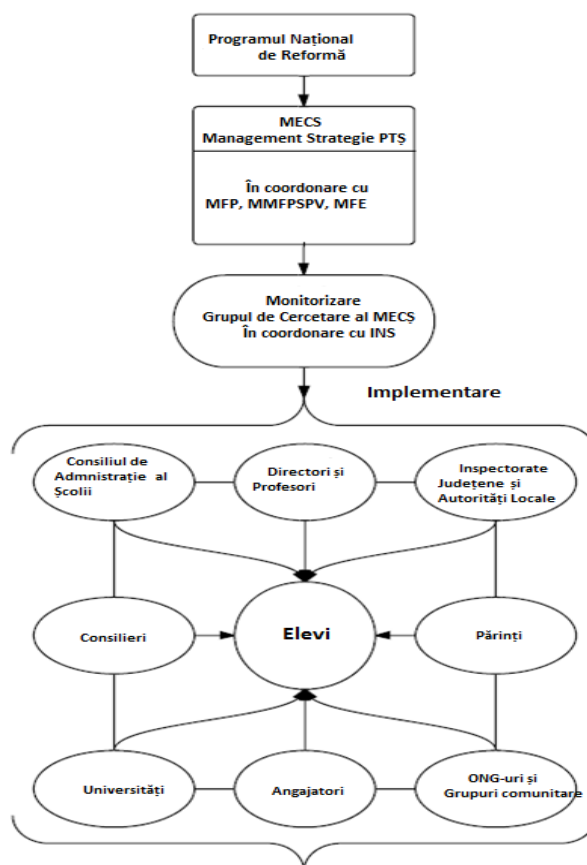 Programul Național
de Reformă
MECS
Management Strategie PTȘ
În coordonare cu
MFP, MMFPSPV, MFE
Monitorizare
Grupul de Cercetare al MECȘ
În coordonare cu INS
Implementare
Consiliul de
Admnistrație al
Școlii
Directori și
Profesori
Inspectorate
Județene și
Autorități Locale
Consilieri
Elevi
Părinți
Universități
Angajatori
ONG-uri și
Grupuri comunitare